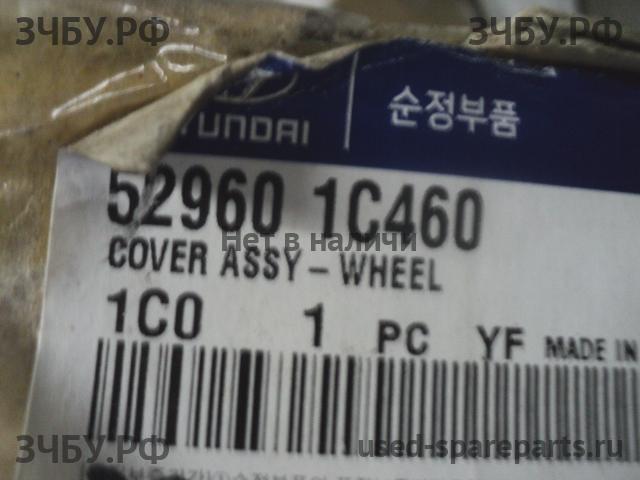 ЗЧБУ.РФ ЗЧБУ.РФ
HYUNDAI 순정부품
52960 1C460
Нет в наличии
COVER ASSY – WHEEL
1C0 1 PC YF MADE IN
ЗЧБУ.РФ used-spareparts.ru